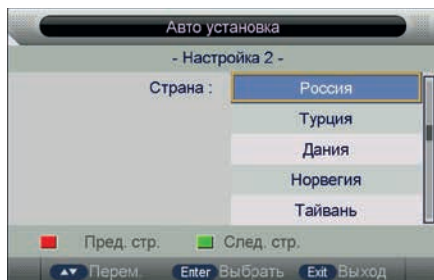 Авто установка
- Настройка 2 -
Страна : Россия
Турция
Дания
Норвегия
Тайвань
Пред. стр. След. стр.
Перем. Enter Выбрать Exit Выход